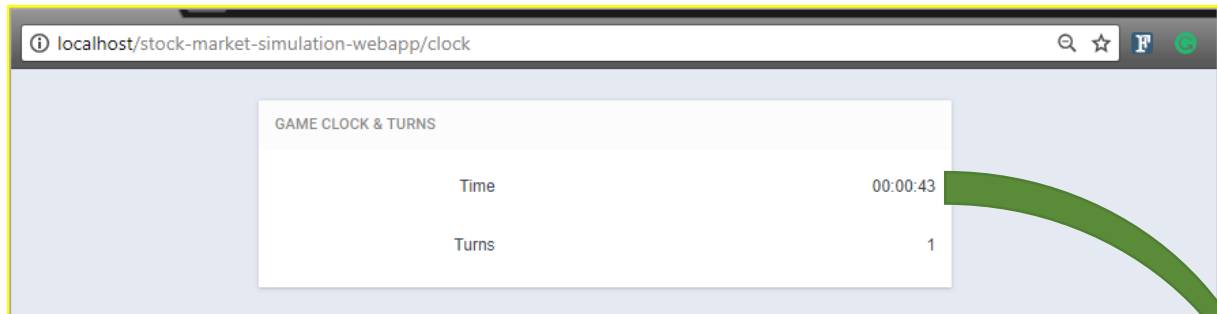 localhost/stock-market-simulation-webapp/clock
GAME CLOCK & TURNS
Time 00:00:43
Turns 1